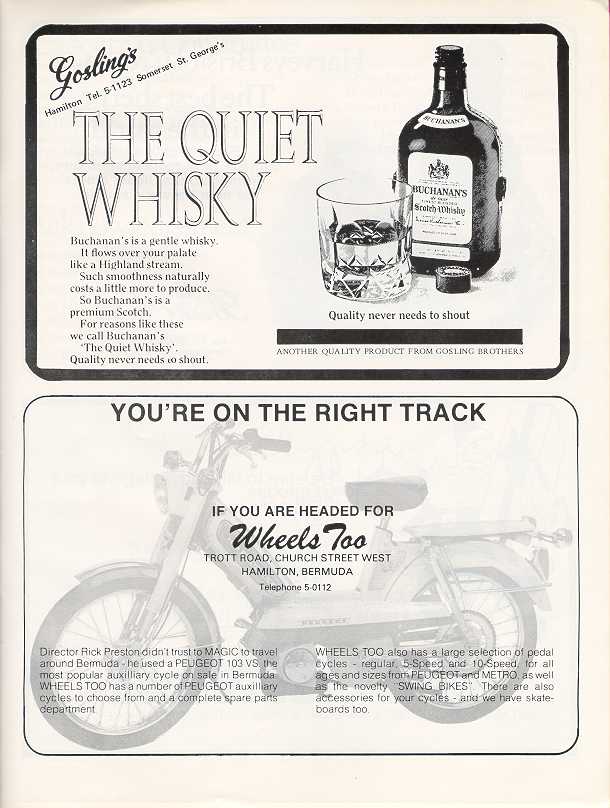 Gosling's
Hamilton Tel. 5-1123 Somerset St. George's
THE QUIET
WHISKY
Buchanan's is a gentle whisky.
It flows over your palate
like a Highland stream.
Such smoothness naturally
costs a little more to produce.
So Buchanan's is a
premium Scotch.
For reasons like these
we call Buchanan's
'The Quiet Whisky'.
Quality never needs to shout.
BUCHANAN'S
BUCHANAN'S
de luxe
Scotch Whisky
Quality never needs to shout
ANOTHER QUALITY PRODUCT FROM GOSLING BROTHERS
YOU'RE ON THE RIGHT TRACK
IF YOU ARE HEADED FOR
Wheels Too
TROTT ROAD, CHURCH STREET WEST
HAMILTON, BERMUDA
Telephone 5-0112
PEUGEOT
Director Rick Preston didn't trust to MAGIC to travel
around Bermuda - he used a PEUGEOT 103 VS. the
most popular auxilliary cycle on sale in Bermuda.
WHEELS TOO has a number of PEUGEOT auxilliary
cycles to choose from and a complete spare parts
department.
WHEELS TOO also has a large selection of pedal
cycles - regular, 5-Speed and 10-Speed, for all
ages and sizes from PEUGEOT and METRO, as well
as the novelty "SWING BIKES". There are also
accessories for your cycles - and we have skate-
boards too.